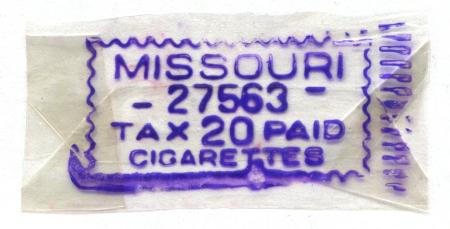 MISSOURI
- 27563 -
TAX 20 PAID
CIGARETTES